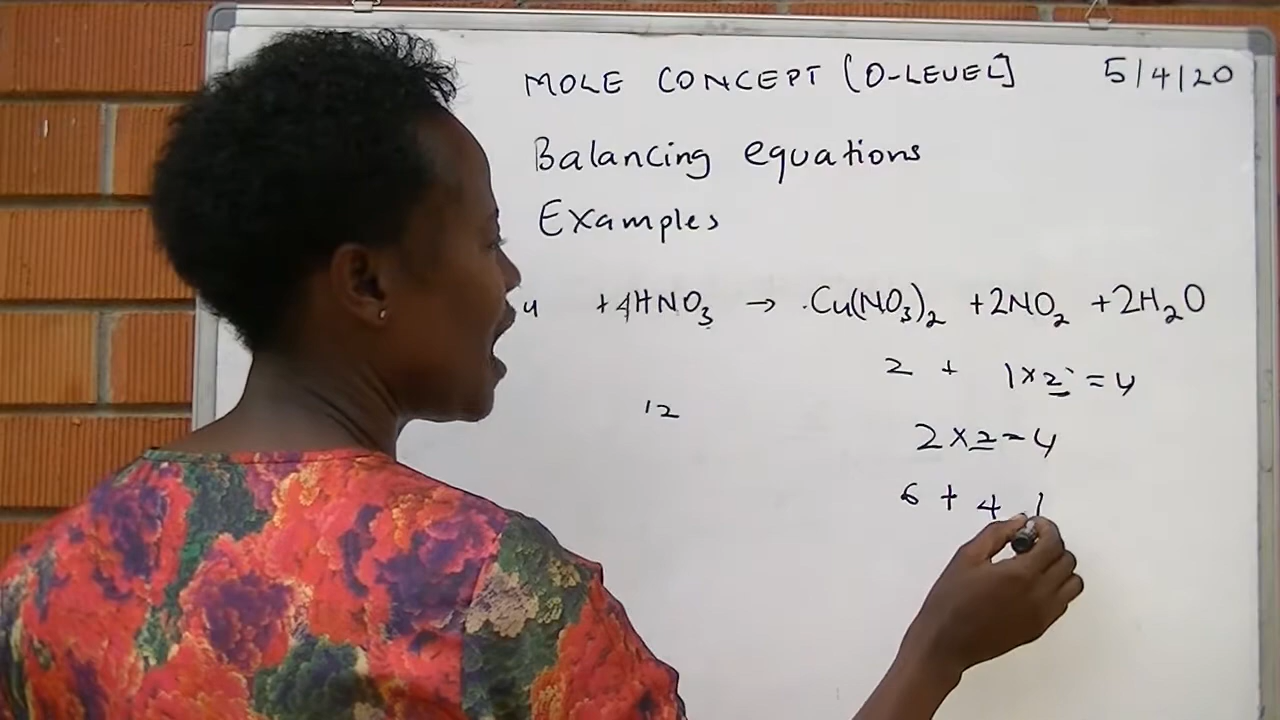 MOLE CONCEPT [O-LEVEL] 5/4/20
Balancing equations
Examples
u +4HNO₃ → Cu(NO₃)₂ +2NO₂ +2H₂O
2 + 1×2 = 4
12
2×2=4
6 + 4